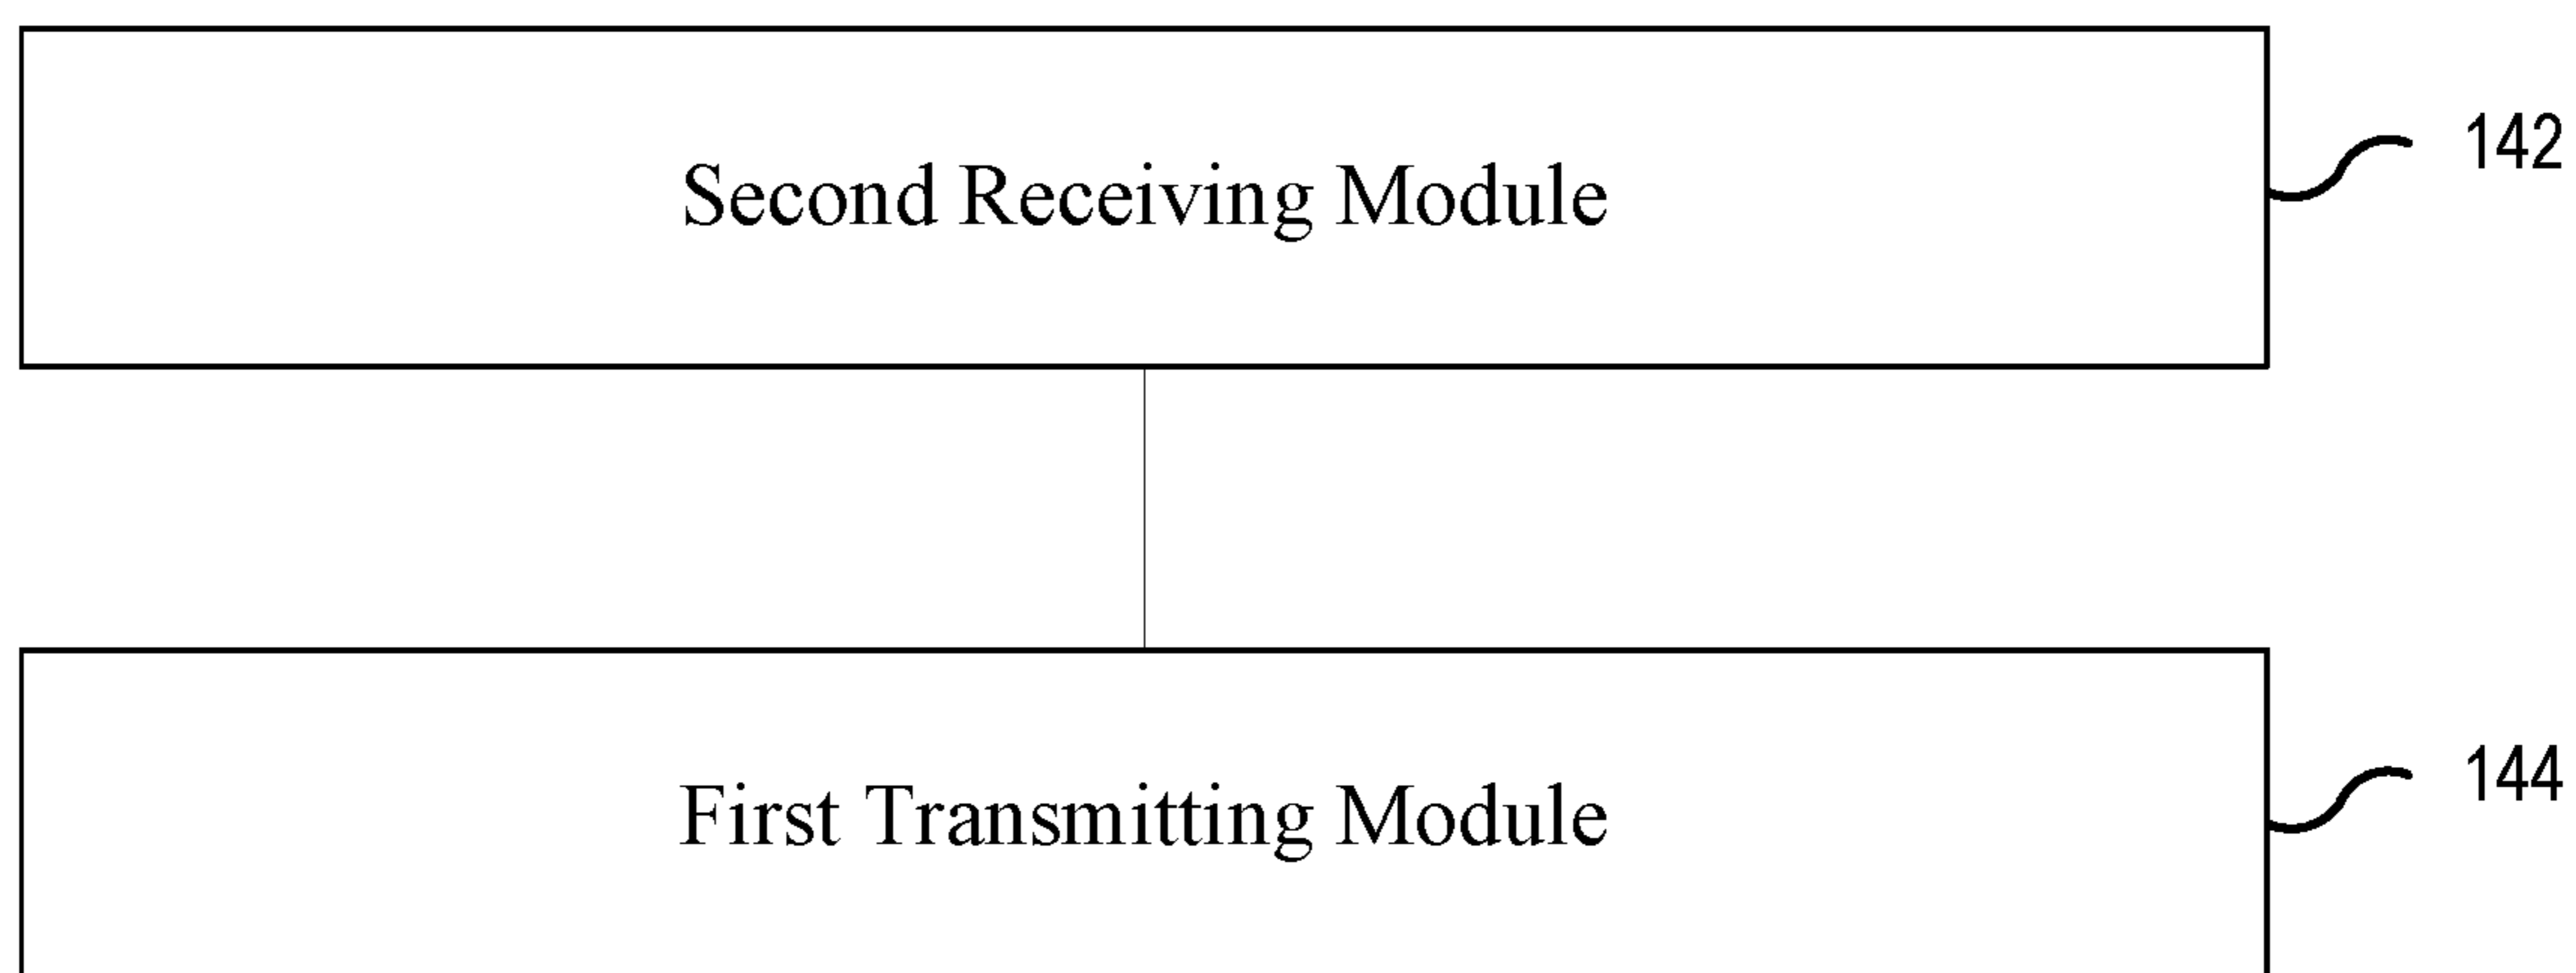 Second Receiving Module
142
First Transmitting Module
144